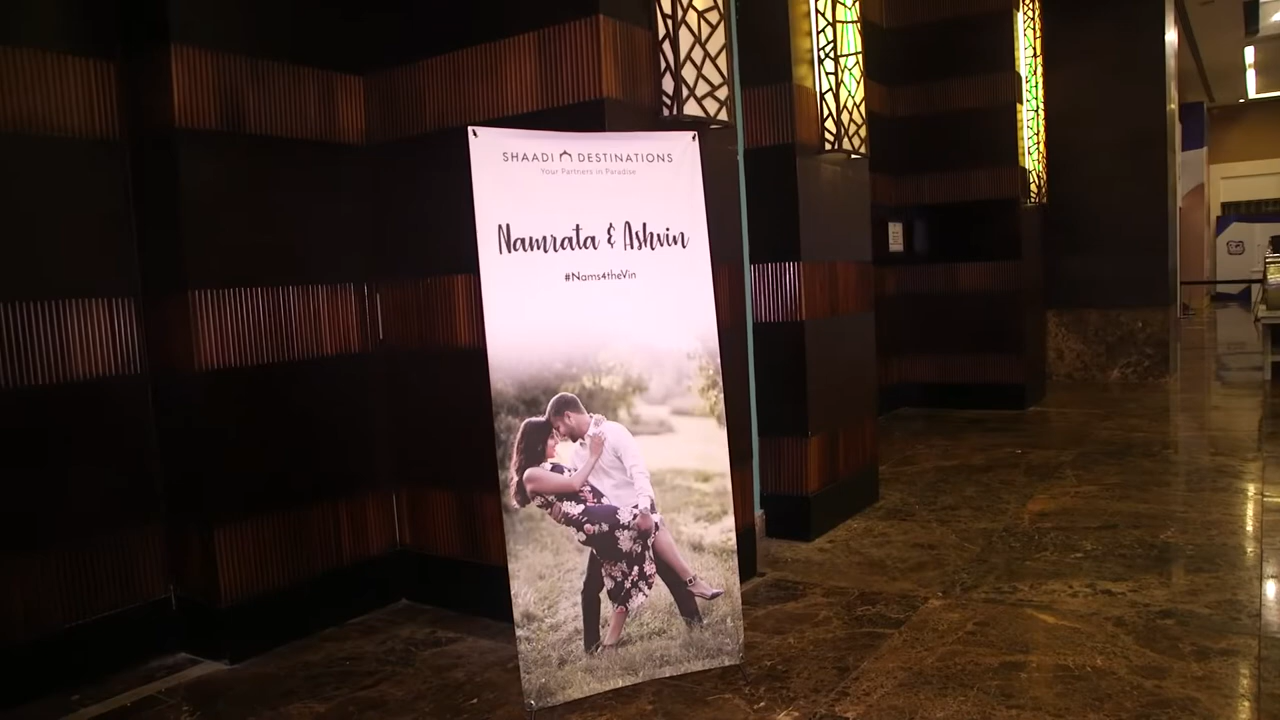 SHAADI DESTINATIONS
Your Partners in Paradise
Namrata & Ashvin
#Nams4theVin